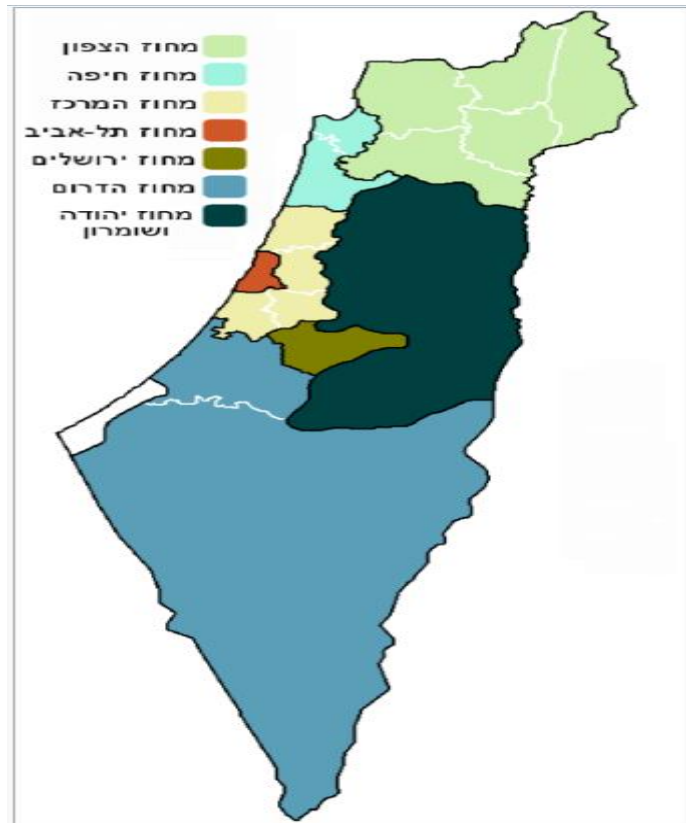 מחוז הצפון
מחוז חיפה
מחוז המרכז
מחוז תל-אביב
מחוז ירושלים
מחוז הדרום
מחוז יהודה
ושומרון